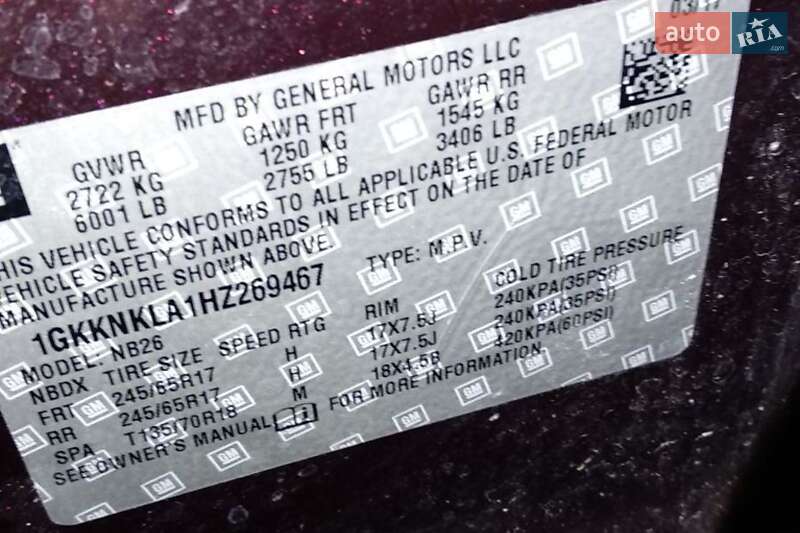 auto RIA.com
MFD BY GENERAL MOTORS LLC
GVWR GAWR FRT GAWR RR
2722 KG 1250 KG 1545 KG
6001 LB 2755 LB 3406 LB
THIS VEHICLE CONFORMS TO ALL APPLICABLE U.S. FEDERAL MOTOR
VEHICLE SAFETY STANDARDS IN EFFECT ON THE DATE OF
MANUFACTURE SHOWN ABOVE.
1GKKNKLA1HZ269467 TYPE: M.P.V.
MODEL: NB26
NBDX TIRE SIZE SPEED RTG RIM COLD TIRE PRESSURE
FRT 245/65R17 H 17X7.5J 240KPA(35PSI)
RR 245/65R17 H 17X7.5J 240KPA(35PSI)
SPA T135/70R18 M 18X4.5B 420KPA(60PSI)
SEE OWNER'S MANUAL FOR MORE INFORMATION